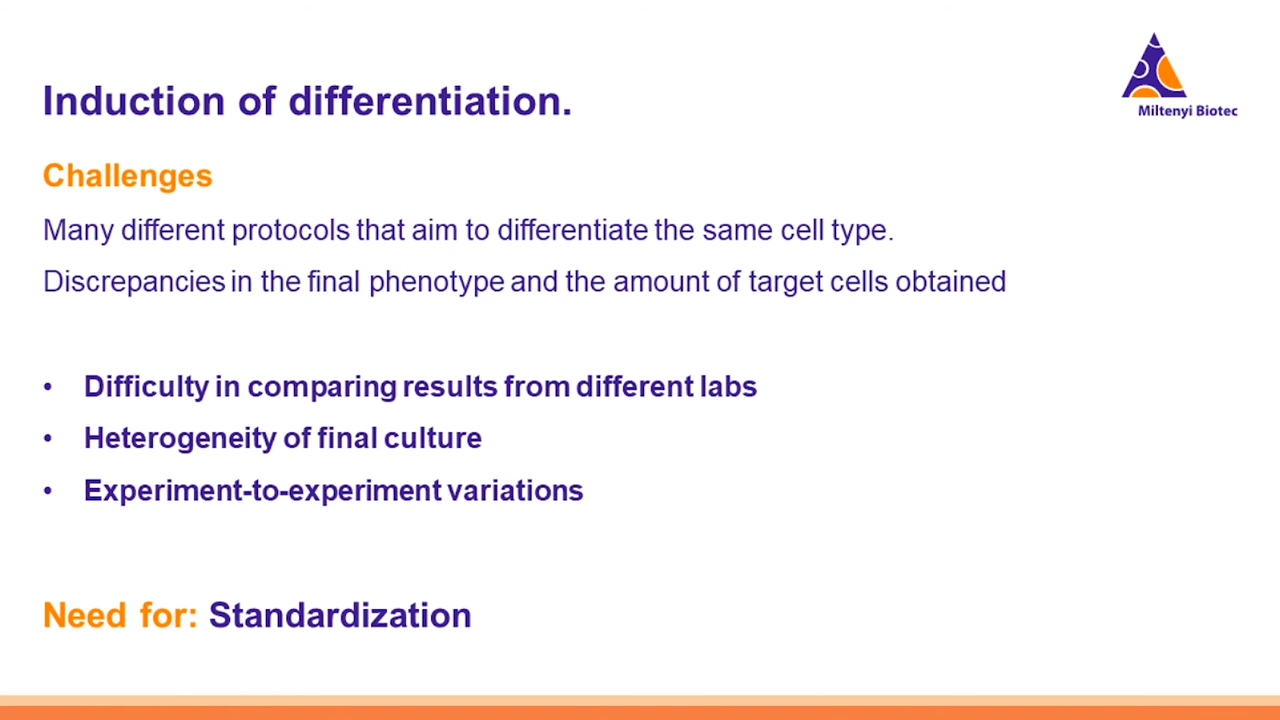 Miltenyi Biotec
Induction of differentiation.
Challenges
Many different protocols that aim to differentiate the same cell type.
Discrepancies in the final phenotype and the amount of target cells obtained
• Difficulty in comparing results from different labs
• Heterogeneity of final culture
• Experiment-to-experiment variations
Need for: Standardization